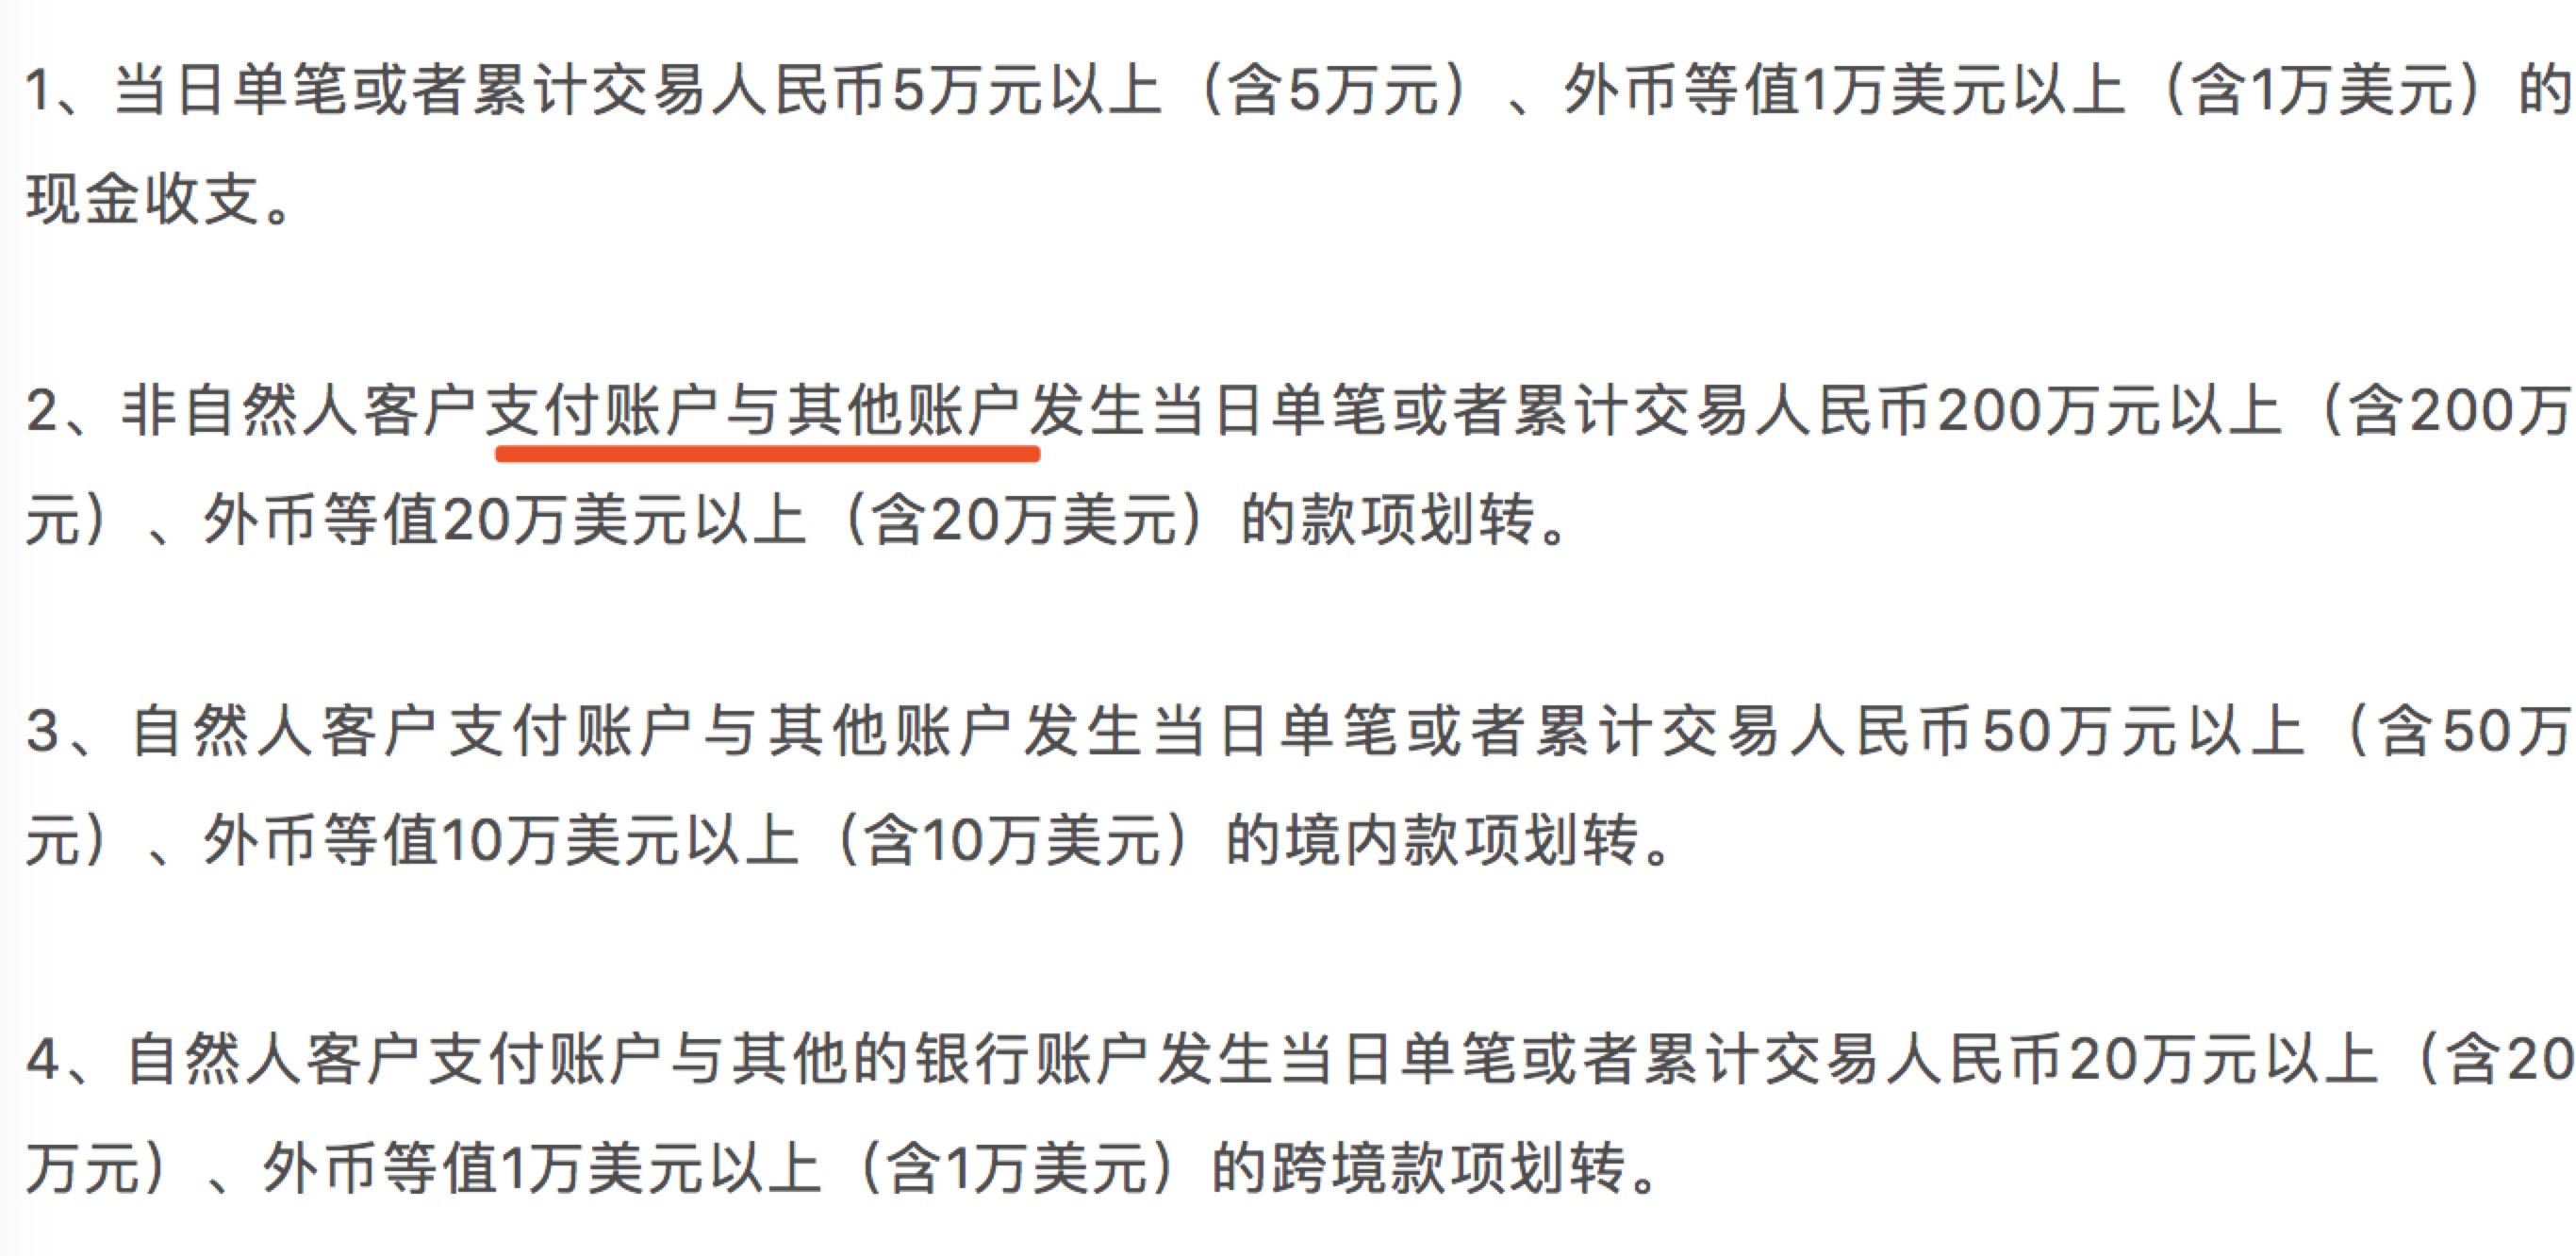 1、当日单笔或者累计交易人民币5万元以上（含5万元）、外币等值1万美元以上（含1万美元）的
现金收支。
2、非自然人客户支付账户与其他账户发生当日单笔或者累计交易人民币200万元以上（含200万
元）、外币等值20万美元以上（含20万美元）的款项划转。
3、自然人客户支付账户与其他账户发生当日单笔或者累计交易人民币50万元以上（含50万
元）、外币等值10万美元以上（含10万美元）的境内款项划转。
4、自然人客户支付账户与其他的银行账户发生当日单笔或者累计交易人民币20万元以上（含20
万元）、外币等值1万美元以上（含1万美元）的跨境款项划转。